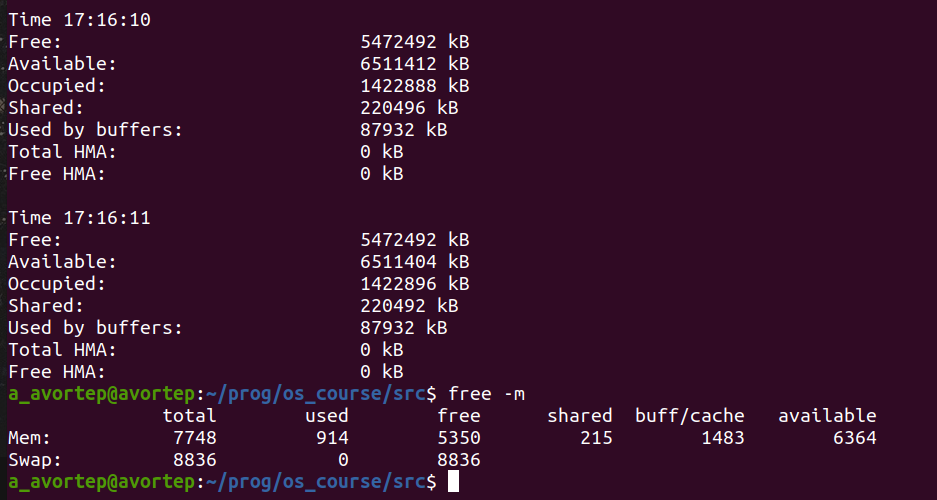 Time 17:16:10
Free: 5472492 kB
Available: 6511412 kB
Occupied: 1422888 kB
Shared: 220496 kB
Used by buffers: 87932 kB
Total HMA: 0 kB
Free HMA: 0 kB
Time 17:16:11
Free: 5472492 kB
Available: 6511404 kB
Occupied: 1422896 kB
Shared: 220492 kB
Used by buffers: 87932 kB
Total HMA: 0 kB
Free HMA: 0 kB
a_avortep@avortep:~/prog/os_course/src$ free -m
total used free shared buff/cache available
Mem: 7748 914 5350 215 1483 6364
Swap: 8836 0 8836
a_avortep@avortep:~/prog/os_course/src$